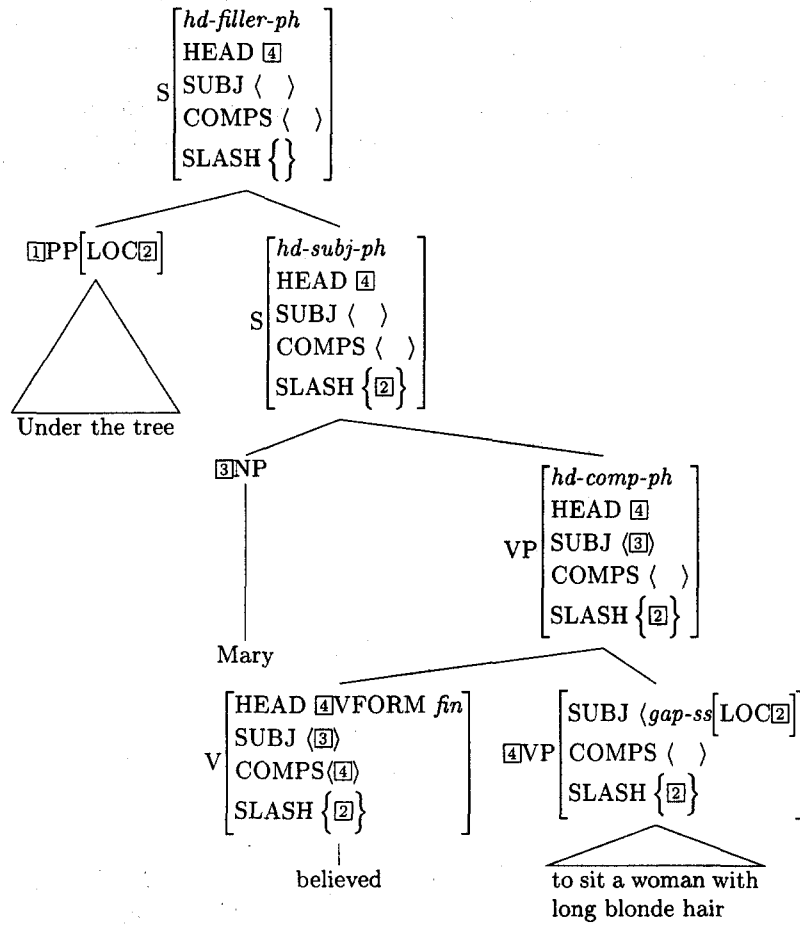 hd-filler-ph
HEAD 4
SUBJ ⟨ ⟩
S
COMPS ⟨ ⟩
SLASH {}
1PP[LOC2]
hd-subj-ph
HEAD 4
SUBJ ⟨ ⟩
S
COMPS ⟨ ⟩
SLASH {2}
Under the tree
3NP
hd-comp-ph
HEAD 4
VP
SUBJ ⟨3⟩
COMPS ⟨ ⟩
SLASH {2}
Mary
HEAD 4VFORM fin
SUBJ ⟨3⟩
V
COMPS⟨4⟩
SLASH {2}
believed
SUBJ ⟨gap-ss[LOC2]
4VP
COMPS ⟨ ⟩
SLASH {2}
to sit a woman with
long blonde hair